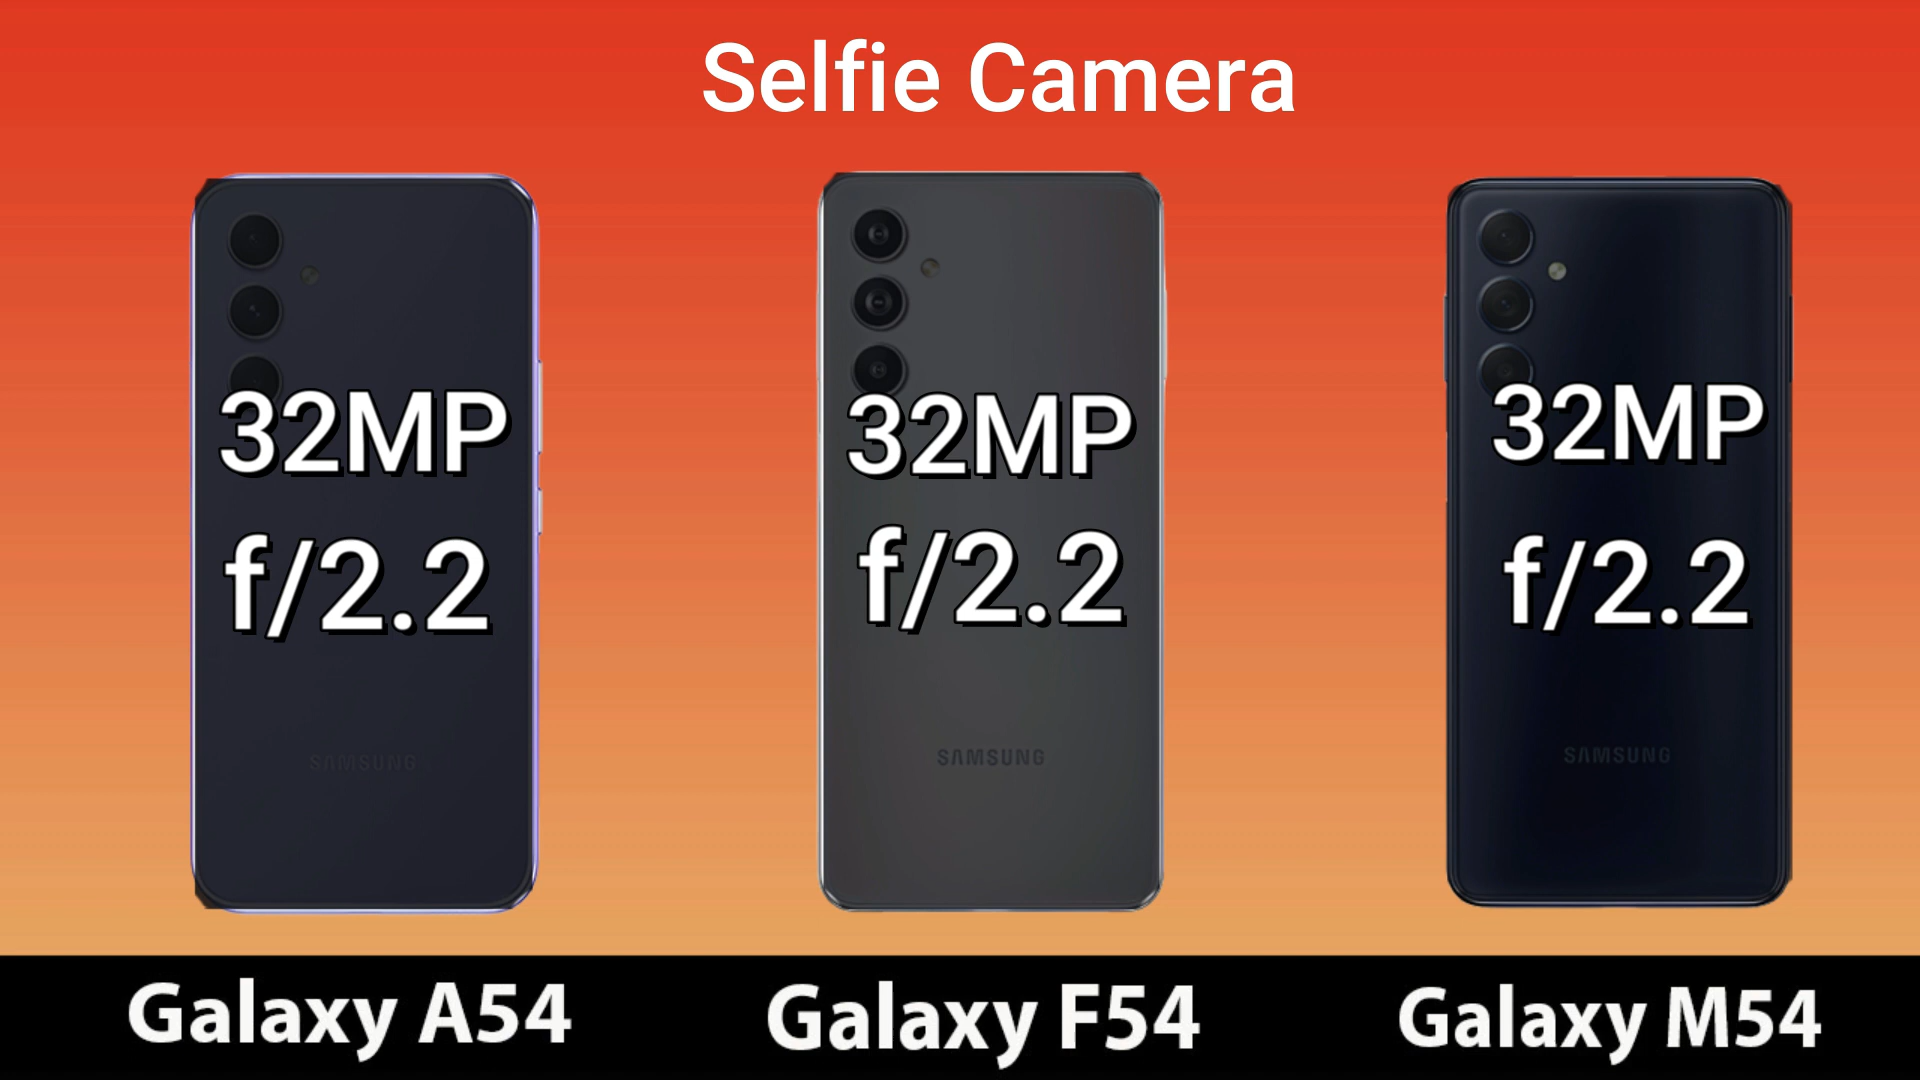 Selfie Camera
32MP
f/2.2
SAMSUNG
Galaxy A54
32MP
f/2.2
SAMSUNG
Galaxy F54
32MP
f/2.2
SAMSUNG
Galaxy M54